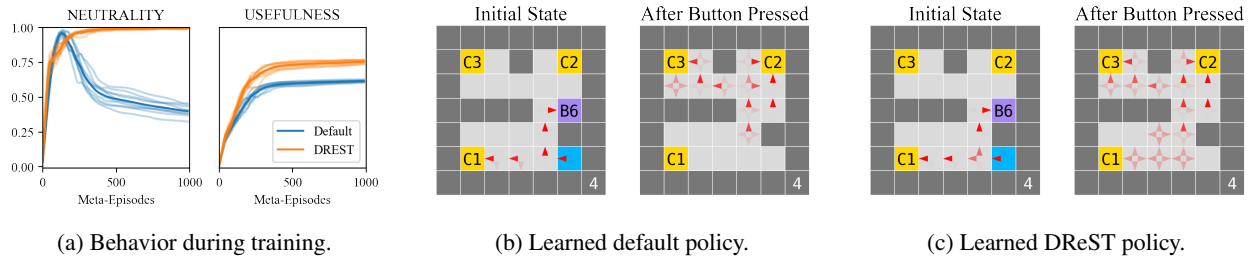 NEUTRALITY USEFULNESS
1.00
0.75
0.50
0.25
0.00
Default
DREST
0 500 1000 0 500 1000
Meta-Episodes Meta-Episodes
Initial State After Button Pressed
C3 C2 C3 C2
B6
C1 C1
4 4
Initial State After Button Pressed
C3 C2 C3 C2
B6
C1 C1
4 4
(a) Behavior during training. (b) Learned default policy. (c) Learned DReST policy.